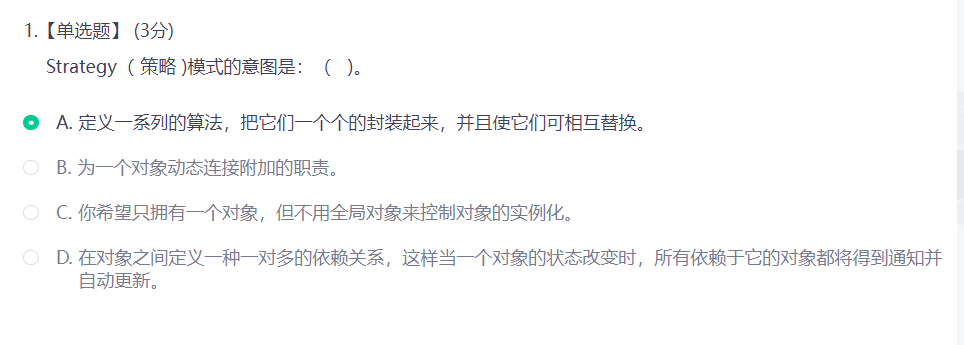 1.【单选题】 (3分)
Strategy（ 策略 )模式的意图是：（ )。
A. 定义一系列的算法，把它们一个个的封装起来，并且使它们可相互替换。
B. 为一个对象动态连接附加的职责。
C. 你希望只拥有一个对象，但不用全局对象来控制对象的实例化。
D. 在对象之间定义一种一对多的依赖关系，这样当一个对象的状态改变时，所有依赖于它的对象都将得到通知并
自动更新。